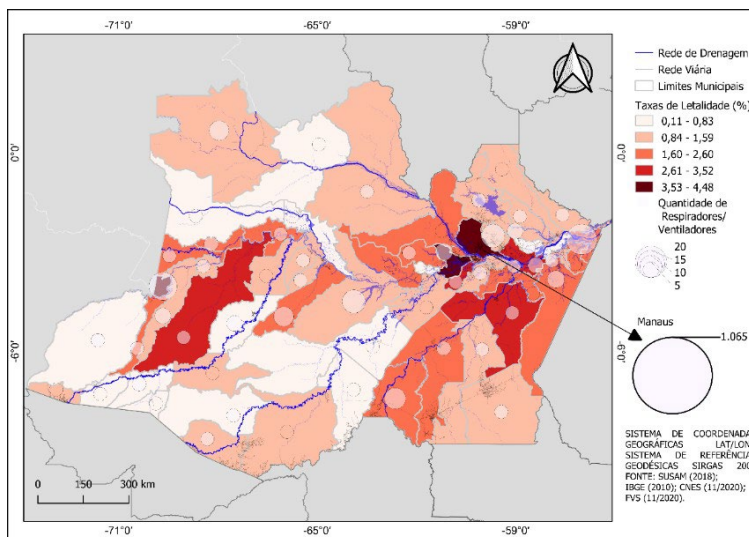 -71°0' -65°0' -59°0'
0°0'
0°0'
-6°0'
-6°0'
Rede de Drenagem
Rede Viária
Limites Municipais
Taxas de Letalidade (%)
0,11 - 0,83
0,84 - 1,59
1,60 - 2,60
2,61 - 3,52
3,53 - 4,48
Quantidade de
Respiradores/
Ventiladores
20
15
10
5
Manaus
1.065
SISTEMA DE COORDENADA
GEOGRÁFICAS LAT/LON
SISTEMA DE REFERÊNCIA
GEODÉSICAS SIRGAS 200
FONTE: SUSAM (2018);
IBGE (2010); CNES (11/2020);
FVS (11/2020).
0 150 300 km
-71°0' -65°0' -59°0'